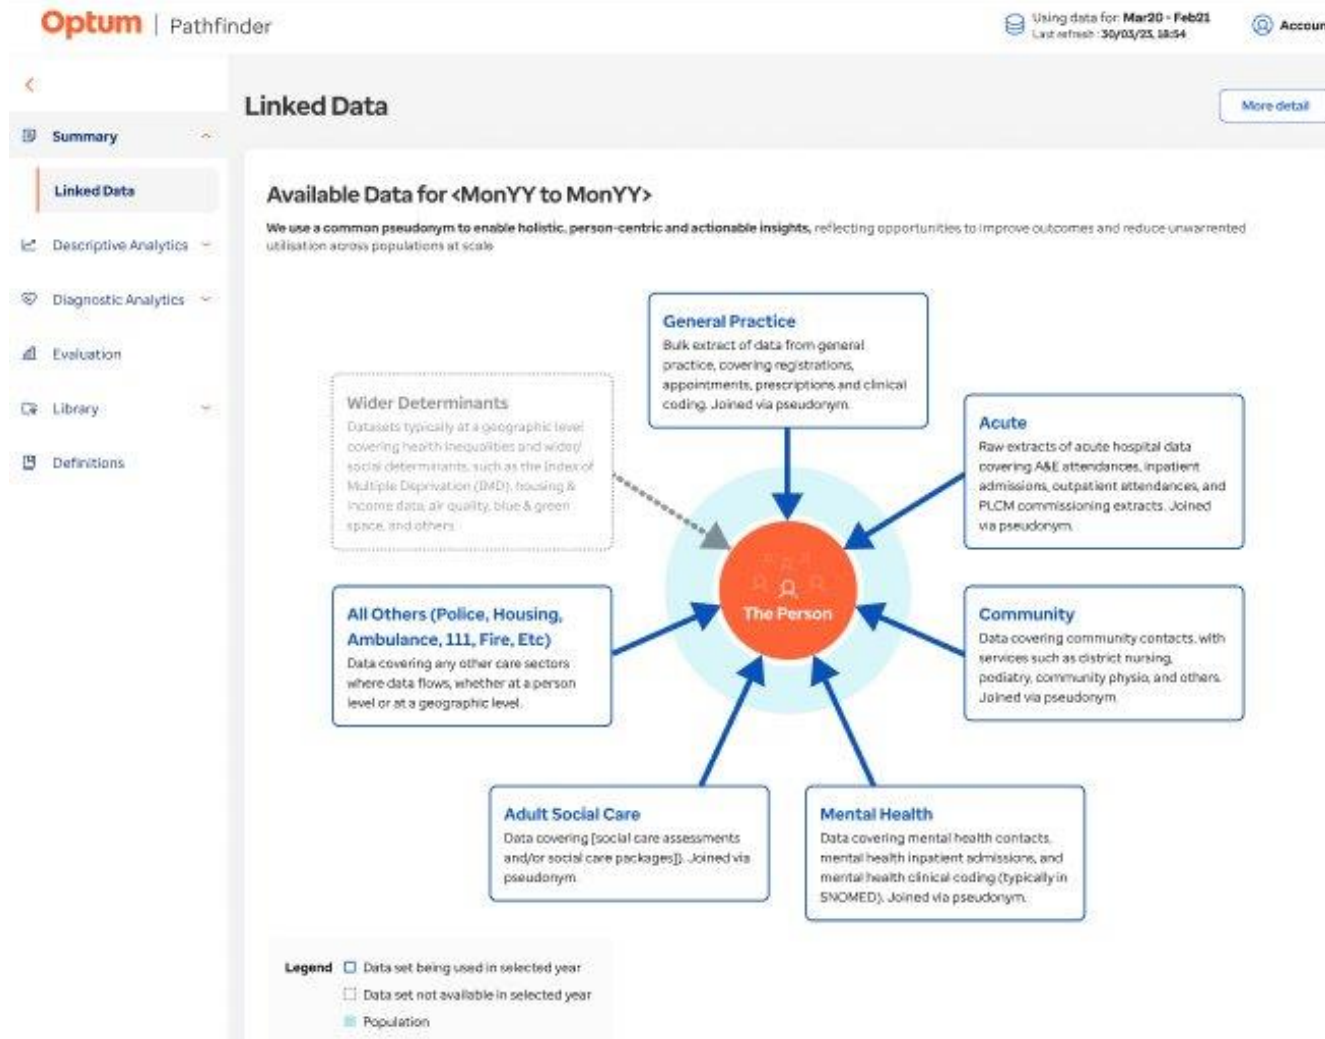 Optum | Pathfinder
Using data for: Mar20 - Feb21
Last refresh: 30/03/23, 18:54
Accoun
Linked Data
More detail
Summary
Linked Data
Descriptive Analytics
Diagnostic Analytics
Evaluation
Library
Definitions
Available Data for <MonYY to MonYY>
We use a common pseudonym to enable holistic, person-centric and actionable insights, reflecting opportunities to improve outcomes and reduce unwarranted
utilisation across populations at scale
General Practice
Bulk extract of data from general
practice, covering registrations,
appointments, prescriptions and clinical
coding. Joined via pseudonym.
Wider Determinants
Datasets typically at a geographic level
covering health inequalities and wider/
social determinants, such as the Index of
Multiple Deprivation (IMD), housing &
income data, air quality, blue & green
space, and others
Acute
Raw extracts of acute hospital data
covering A&E attendances, inpatient
admissions, outpatient attendances, and
PLCM commissioning extracts. Joined
via pseudonym.
The Person
All Others (Police, Housing,
Ambulance, 111, Fire, Etc)
Data covering any other care sectors
where data flows, whether at a person
level or at a geographic level.
Community
Data covering community contacts, with
services such as district nursing,
podiatry, community physio, and others.
Joined via pseudonym
Adult Social Care
Data covering [social care assessments
and/or social care packages]). Joined via
pseudonym
Mental Health
Data covering mental health contacts,
mental health inpatient admissions, and
mental health clinical coding (typically in
SNOMED). Joined via pseudonym.
Legend
Data set being used in selected year
Data set not available in selected year
Population